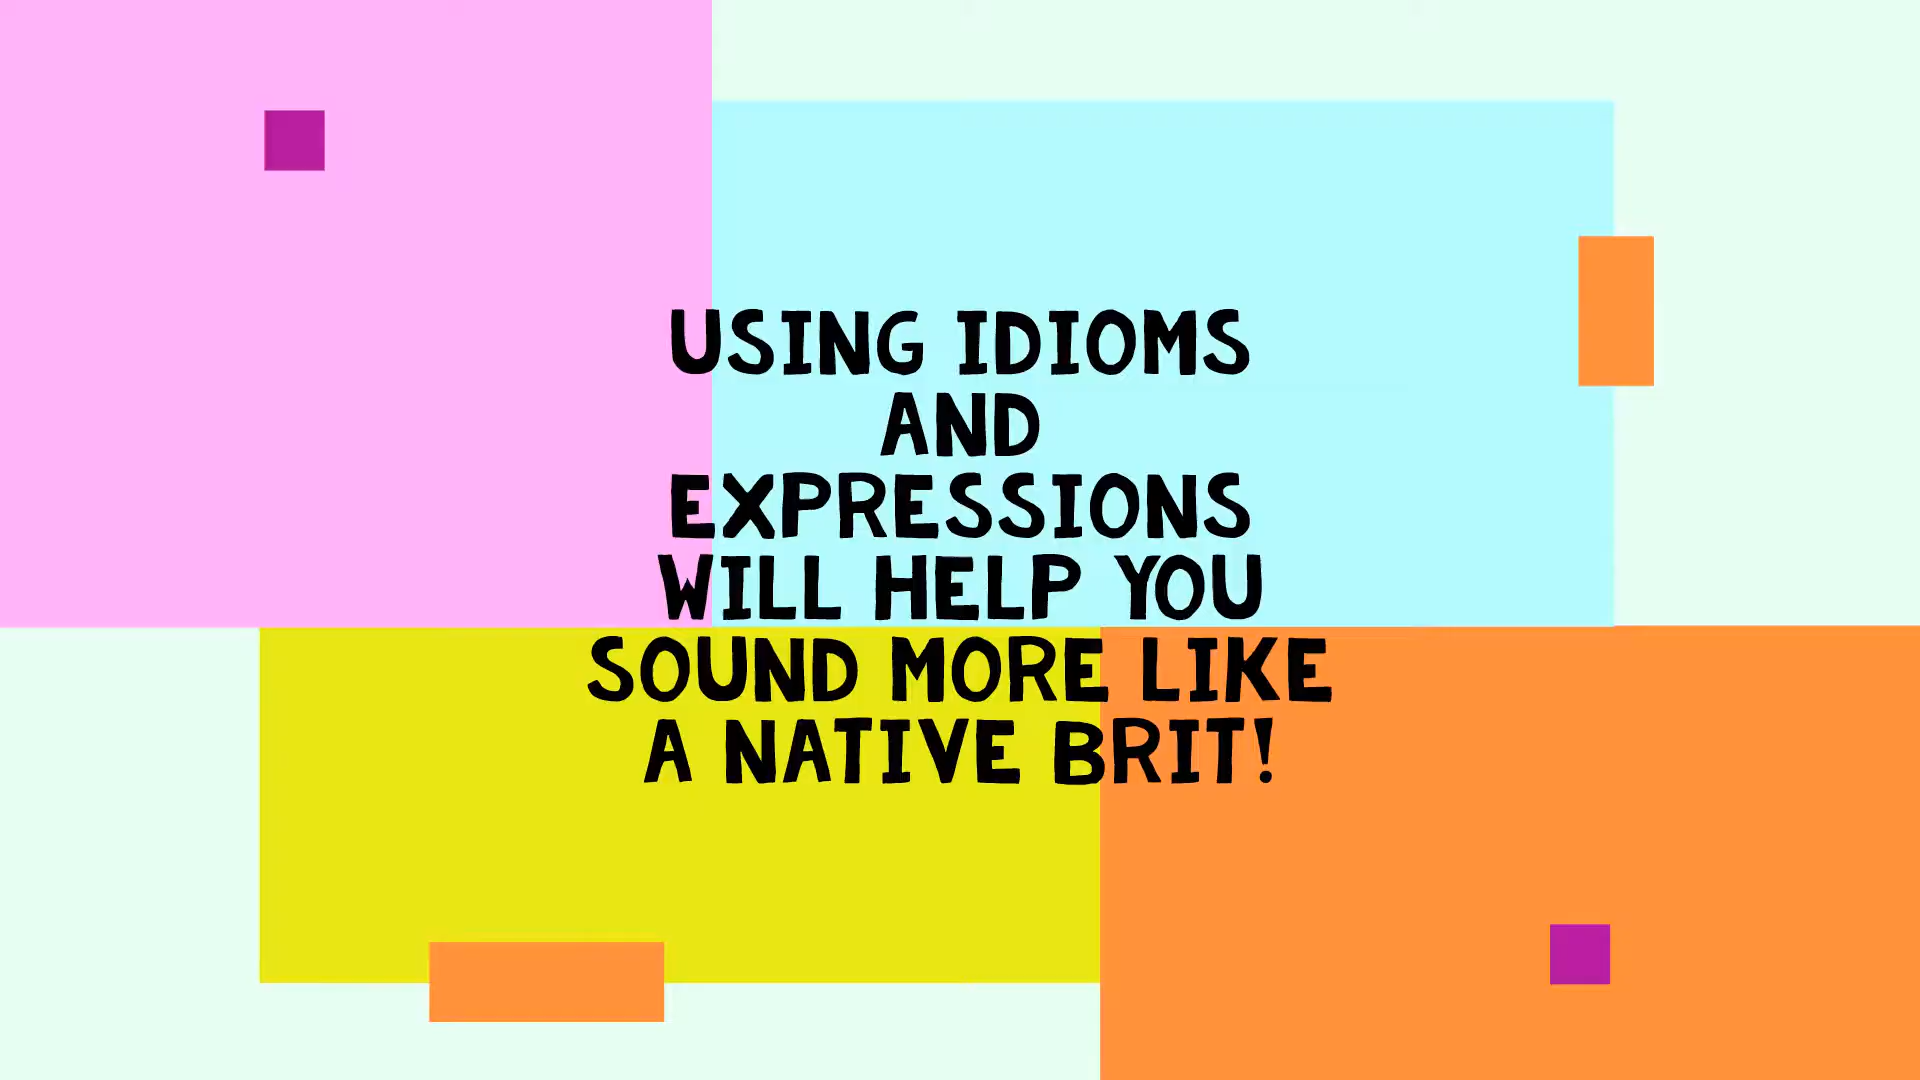 USING IDIOMS
AND
EXPRESSIONS
WILL HELP YOU
SOUND MORE LIKE
A NATIVE BRIT!